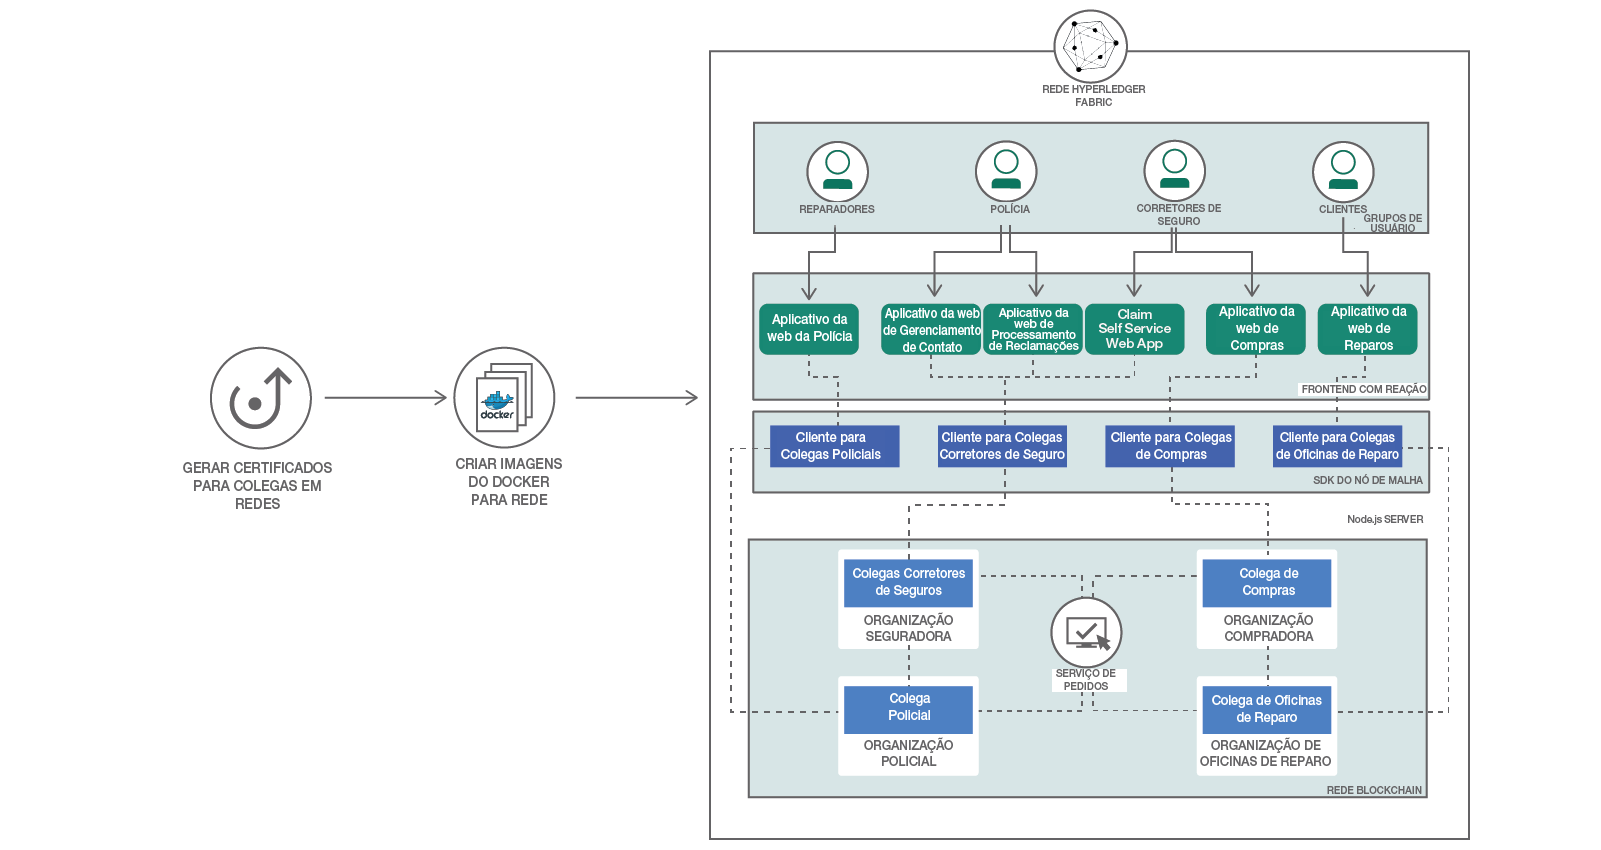 REDE HYPERLEDGER
FABRIC
REPARADORES
POLÍCIA
CORRETORES DE
SEGURO
CLIENTES
GRUPOS DE
USUÁRIO
Aplicativo da
web da Polícia
Aplicativo da web
de Gerenciamento
de Contato
Aplicativo da
web de
Processamento
de Reclamações
Claim
Self Service
Web App
Aplicativo da
web de
Compras
Aplicativo da
web de
Reparos
FRONTEND COM REAÇÃO
docker
GERAR CERTIFICADOS
PARA COLEGAS EM
REDES
CRIAR IMAGENS
DO DOCKER
PARA REDE
Cliente para
Colegas Policiais
Cliente para Colegas
Corretores de Seguro
Cliente para Colegas
de Compras
Cliente para Colegas
de Oficinas de Reparo
SDK DO NÓ DE MALHA
Node.js SERVER
Colegas Corretores
de Seguros
ORGANIZAÇÃO
SEGURADORA
Colega de
Compras
ORGANIZAÇÃO
COMPRADORA
SERVIÇO DE
PEDIDOS
Colega
Policial
ORGANIZAÇÃO
POLICIAL
Colega de Oficinas
de Reparo
ORGANIZAÇÃO DE
OFICINAS DE REPARO
REDE BLOCKCHAIN